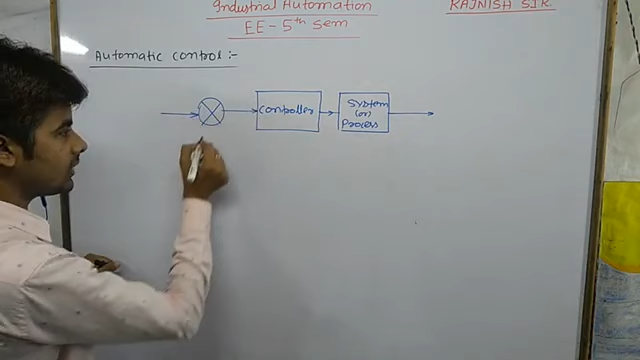 Industrial Automation
EE - 5th Sem
RAJNISH SIR
Automatic control :-
Controller
System
(or)
Process